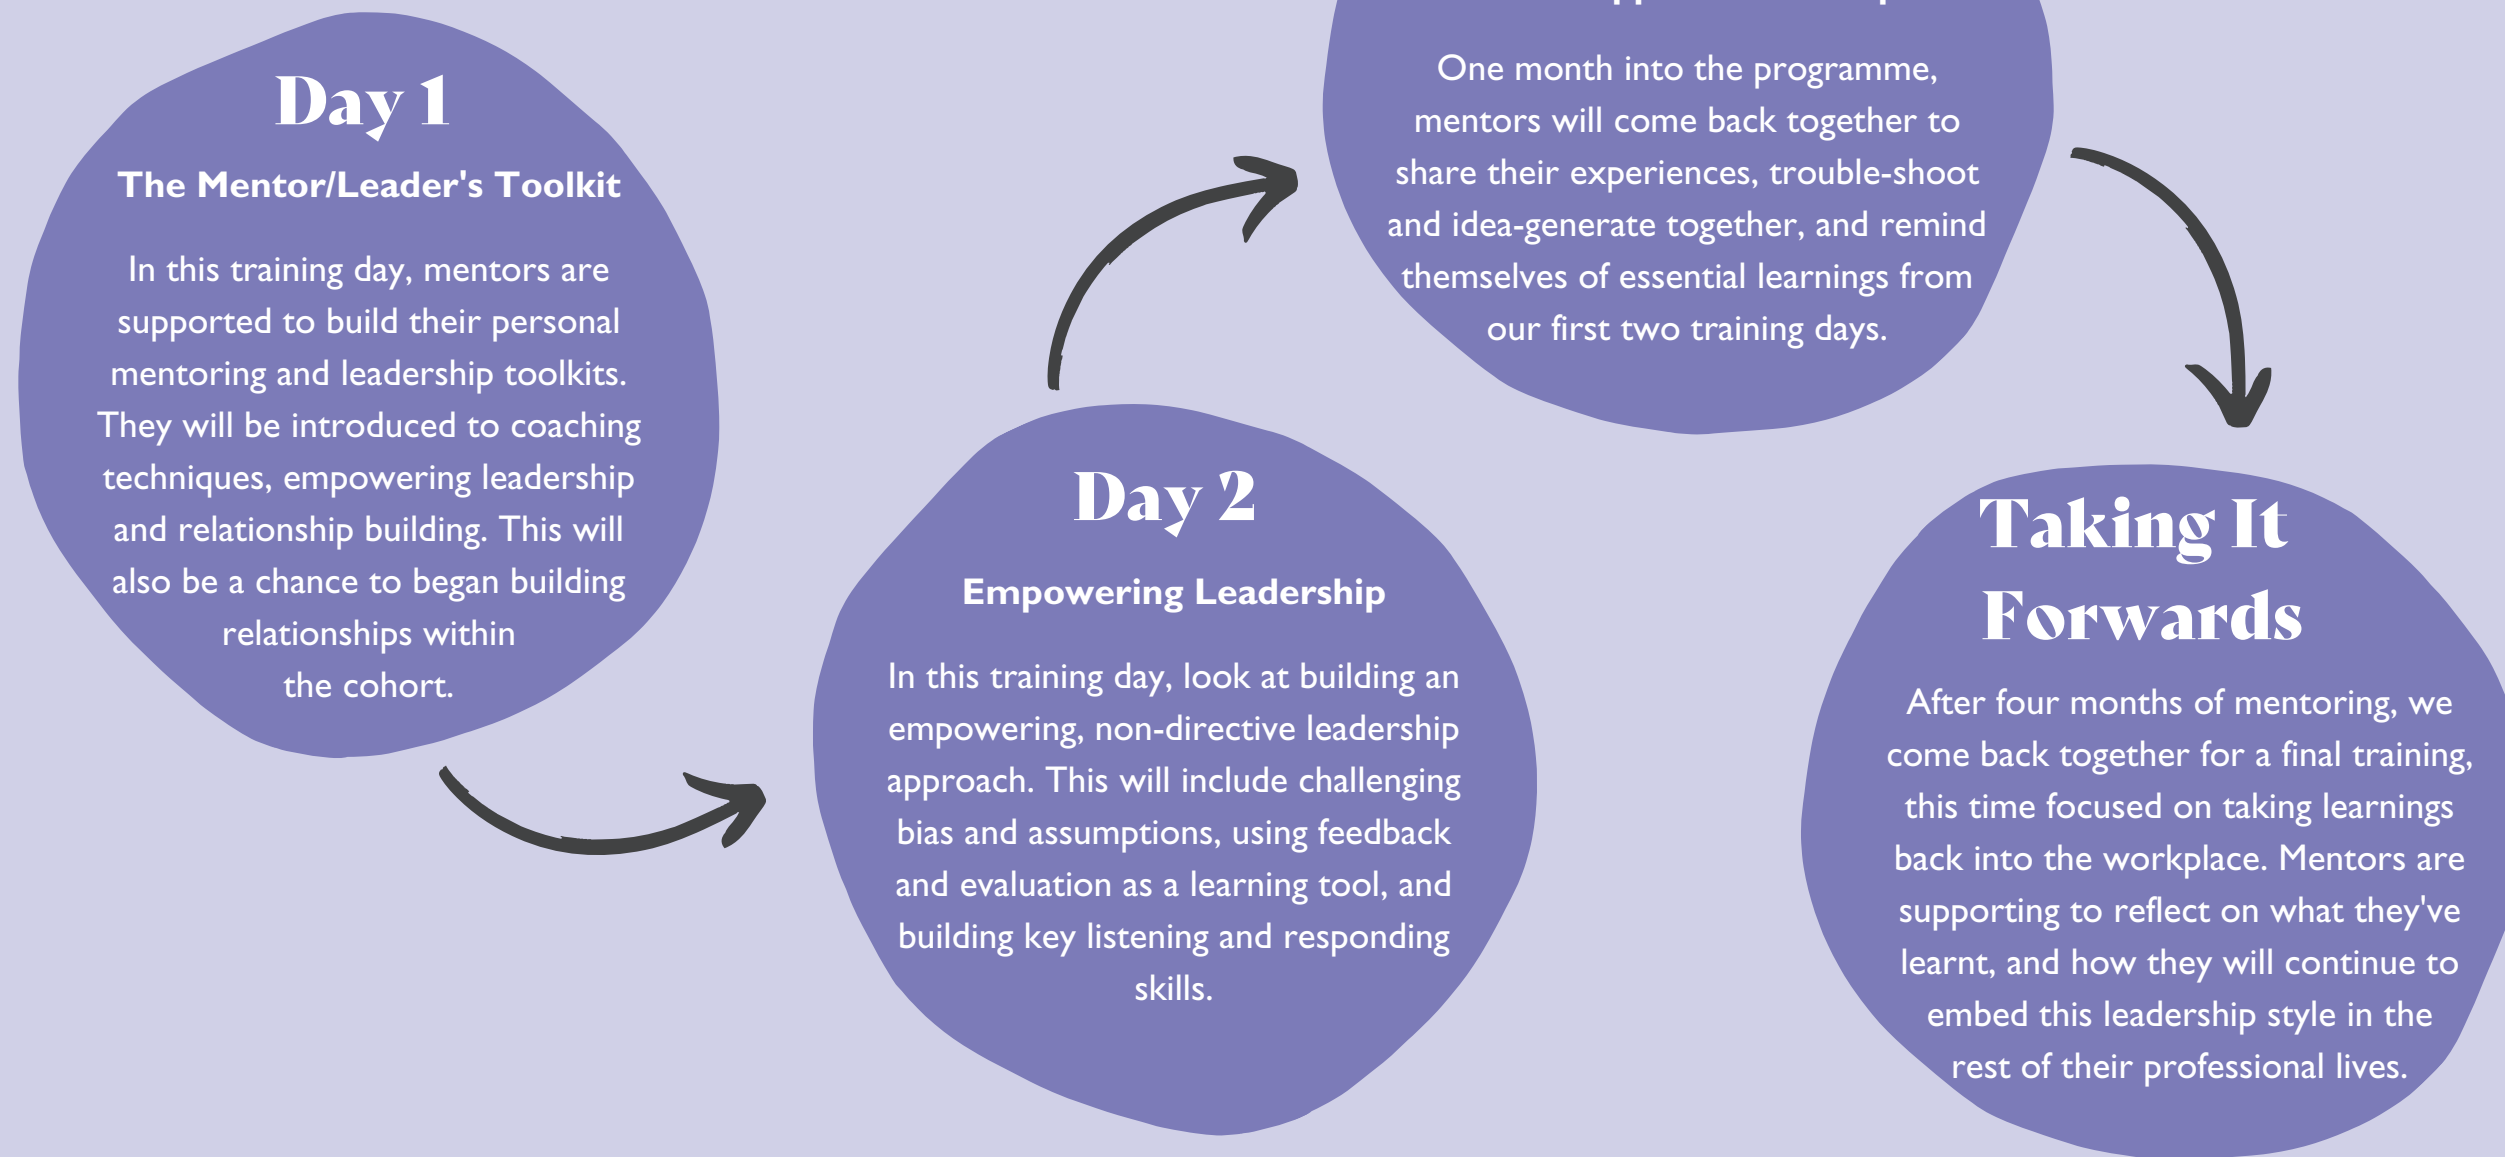 Day 1
The Mentor/Leader's Toolkit
In this training day, mentors are
supported to build their personal
mentoring and leadership toolkits.
They will be introduced to coaching
techniques, empowering leadership
and relationship building. This will
also be a chance to began building
relationships within
the cohort.
Day 2
Empowering Leadership
In this training day, look at building an
empowering, non-directive leadership
approach. This will include challenging
bias and assumptions, using feedback
and evaluation as a learning tool, and
building key listening and responding
skills.
One month into the programme,
mentors will come back together to
share their experiences, trouble-shoot
and idea-generate together, and remind
themselves of essential learnings from
our first two training days.
Taking It
Forwards
After four months of mentoring, we
come back together for a final training,
this time focused on taking learnings
back into the workplace. Mentors are
supporting to reflect on what they've
learnt, and how they will continue to
embed this leadership style in the
rest of their professional lives.